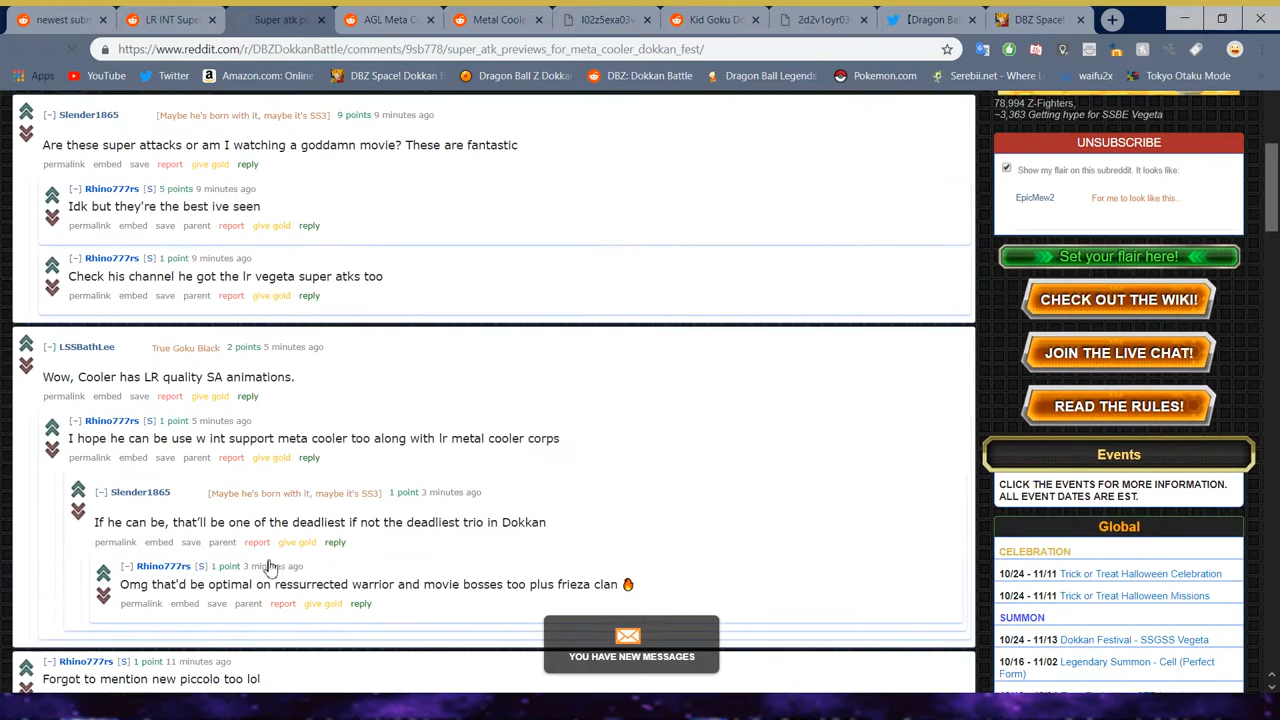 newest subm
LR INT Supe
Super atk pr
AGL Meta C
Metal Coole
I02z5exa03v
Kid Goku Do
2d2v1oyr03
【Dragon Bal
DBZ Space!
https://www.reddit.com/r/DBZDokkanBattle/comments/9sb778/super_atk_previews_for_meta_cooler_dokkan_fest/
Apps YouTube Twitter Amazon.com: Online DBZ Space! Dokkan Dragon Ball Z Dokka DBZ: Dokkan Battle Dragon Ball Legends Pokemon.com Serebii.net - Where L waifu2x Tokyo Otaku Mode
[–] Slender1865 [Maybe he's born with it, maybe it's SS3] 9 points 9 minutes ago
Are these super attacks or am I watching a goddamn movie? These are fantastic
permalink embed save report give gold reply
[–] Rhino777rs [S] 5 points 9 minutes ago
Idk but they're the best ive seen
permalink embed save parent report give gold reply
[–] Rhino777rs [S] 1 point 9 minutes ago
Check his channel he got the lr vegeta super atks too
permalink embed save parent report give gold reply
[–] LSSBathLee True Goku Black 2 points 5 minutes ago
Wow, Cooler has LR quality SA animations.
permalink embed save report give gold reply
[–] Rhino777rs [S] 1 point 5 minutes ago
I hope he can be use w int support meta cooler too along with lr metal cooler corps
permalink embed save parent report give gold reply
[–] Slender1865 [Maybe he's born with it, maybe it's SS3] 1 point 3 minutes ago
If he can be, that'll be one of the deadliest if not the deadliest trio in Dokkan
permalink embed save parent report give gold reply
[–] Rhino777rs [S] 1 point 3 minutes ago
Omg that'd be optimal on ressurrected warrior and movie bosses too plus frieza clan
permalink embed save parent report give gold reply
YOU HAVE NEW MESSAGES
[–] Rhino777rs [S] 1 point 11 minutes ago
Forgot to mention new piccolo too lol
78,994 Z-Fighters,
~3,363 Getting hype for SSBE Vegeta
UNSUBSCRIBE
Show my flair on this subreddit. It looks like:
EpicMew2 For me to look like this...
Set your flair here!
CHECK OUT THE WIKI!
JOIN THE LIVE CHAT!
READ THE RULES!
Events
CLICK THE EVENTS FOR MORE INFORMATION.
ALL EVENT DATES ARE EST.
Global
CELEBRATION
10/24 - 11/11 Trick or Treat Halloween Celebration
10/24 - 11/11 Trick or Treat Halloween Missions
SUMMON
10/24 - 11/13 Dokkan Festival - SSGSS Vegeta
10/16 - 11/02 Legendary Summon - Cell (Perfect
Form)